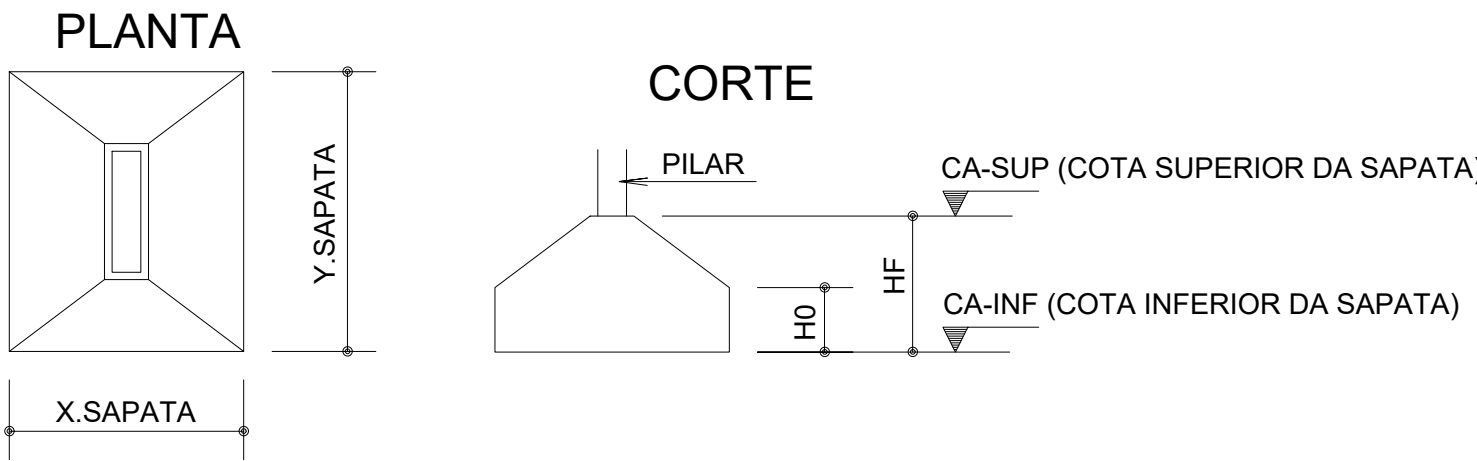 PLANTA
CORTE
PILAR
CA-SUP (COTA SUPERIOR DA SAPATA)
Y.SAPATA
HF
H0
CA-INF (COTA INFERIOR DA SAPATA)
X.SAPATA